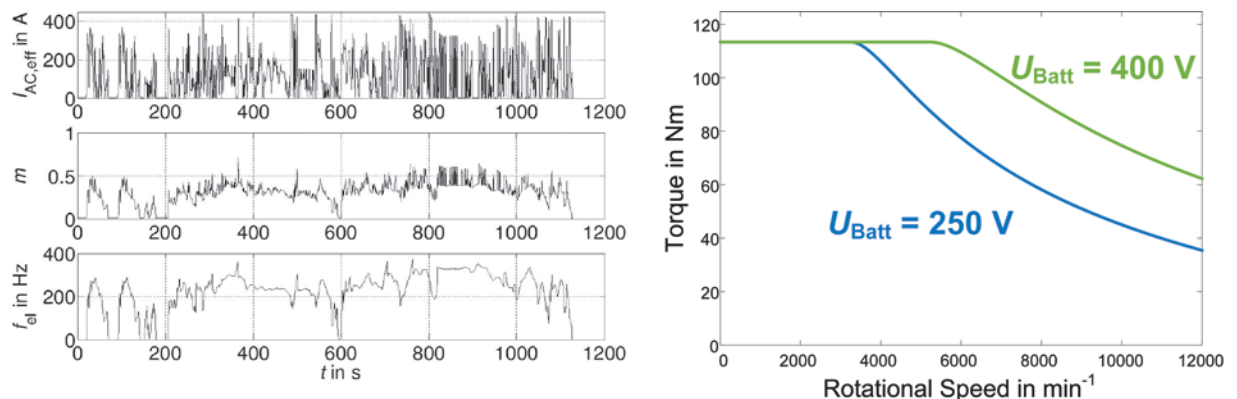 I_AC,eff in A
400
200
0
0 200 400 600 800 1000 1200
m
1
0.5
0
0 200 400 600 800 1000 1200
f_el in Hz
400
200
0
0 200 400 600 800 1000 1200
t in s
Torque in Nm
120
100
80
60
40
20
0
U_Batt = 400 V
U_Batt = 250 V
0 2000 4000 6000 8000 10000 12000
Rotational Speed in min⁻¹